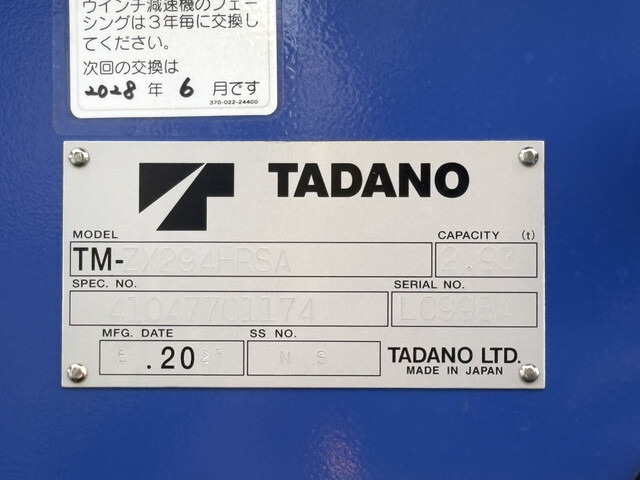 ウインチ減速機のフェー
シングは３年毎に交換し
てください。
次回の交換は
2028 年 6 月です
370-022-24400
TADANO
MODEL
CAPACITY (t)
TM-ZX294HRSA
2.93
SPEC. NO.
SERIAL NO.
41047701174
MFG. DATE
SS NO.
6 .20 25
N S
TADANO LTD.
MADE IN JAPAN